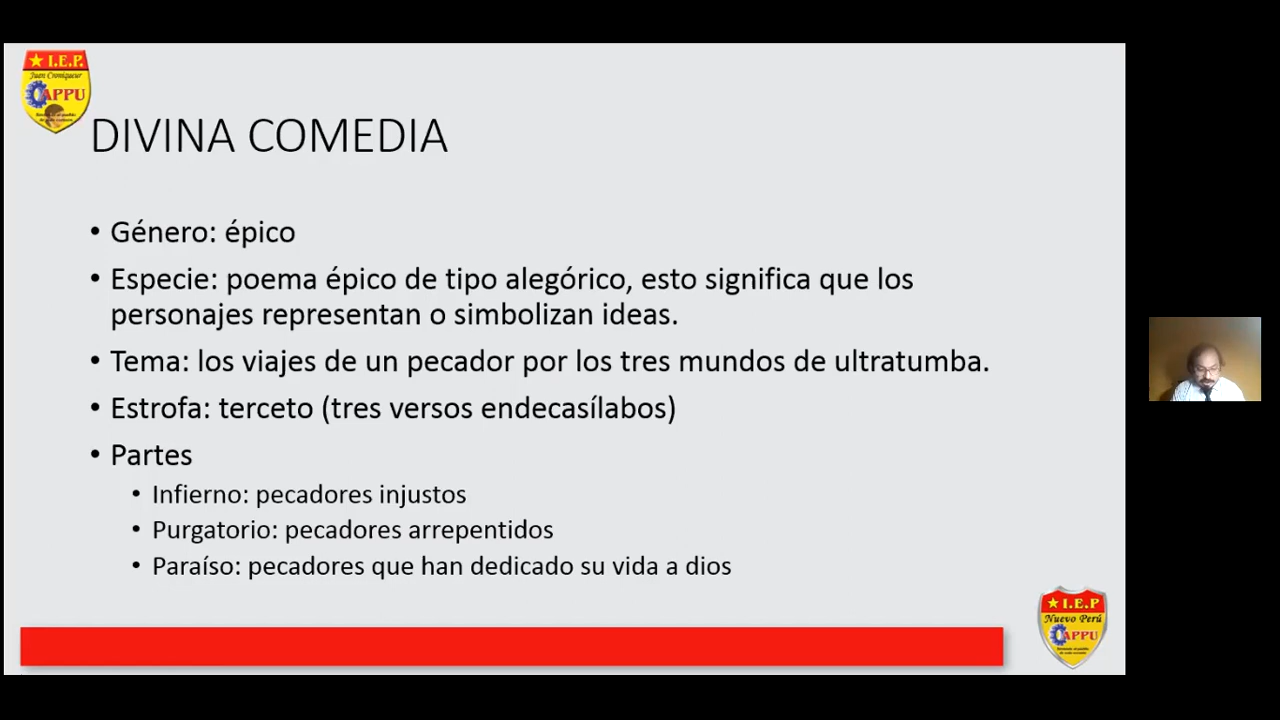 I.E.P.
Juan Croniqueur
APPU
DIVINA COMEDIA
• Género: épico
• Especie: poema épico de tipo alegórico, esto significa que los
personajes representan o simbolizan ideas.
• Tema: los viajes de un pecador por los tres mundos de ultratumba.
• Estrofa: terceto (tres versos endecasílabos)
• Partes
• Infierno: pecadores injustos
• Purgatorio: pecadores arrepentidos
• Paraíso: pecadores que han dedicado su vida a dios
I.E.P
Nuevo Perú
APPU